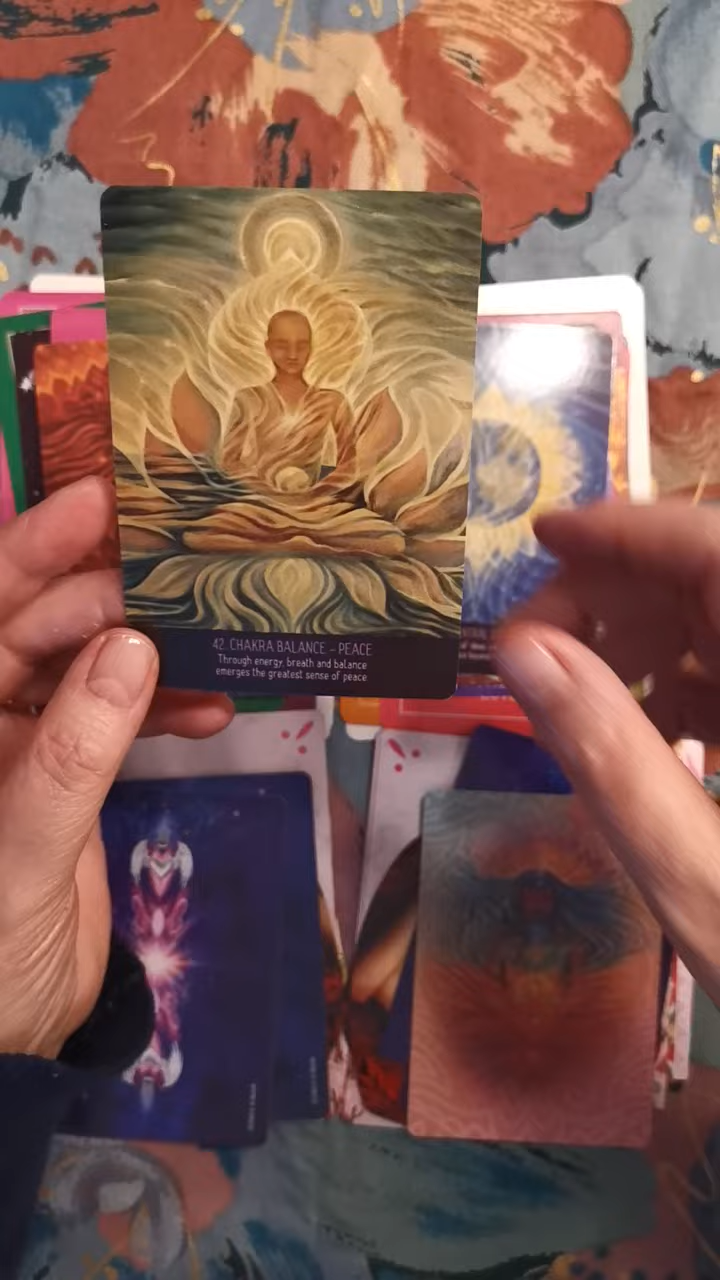 42. CHAKRA BALANCE – PEACE
Through energy, breath and balance
emerges the greatest sense of peace